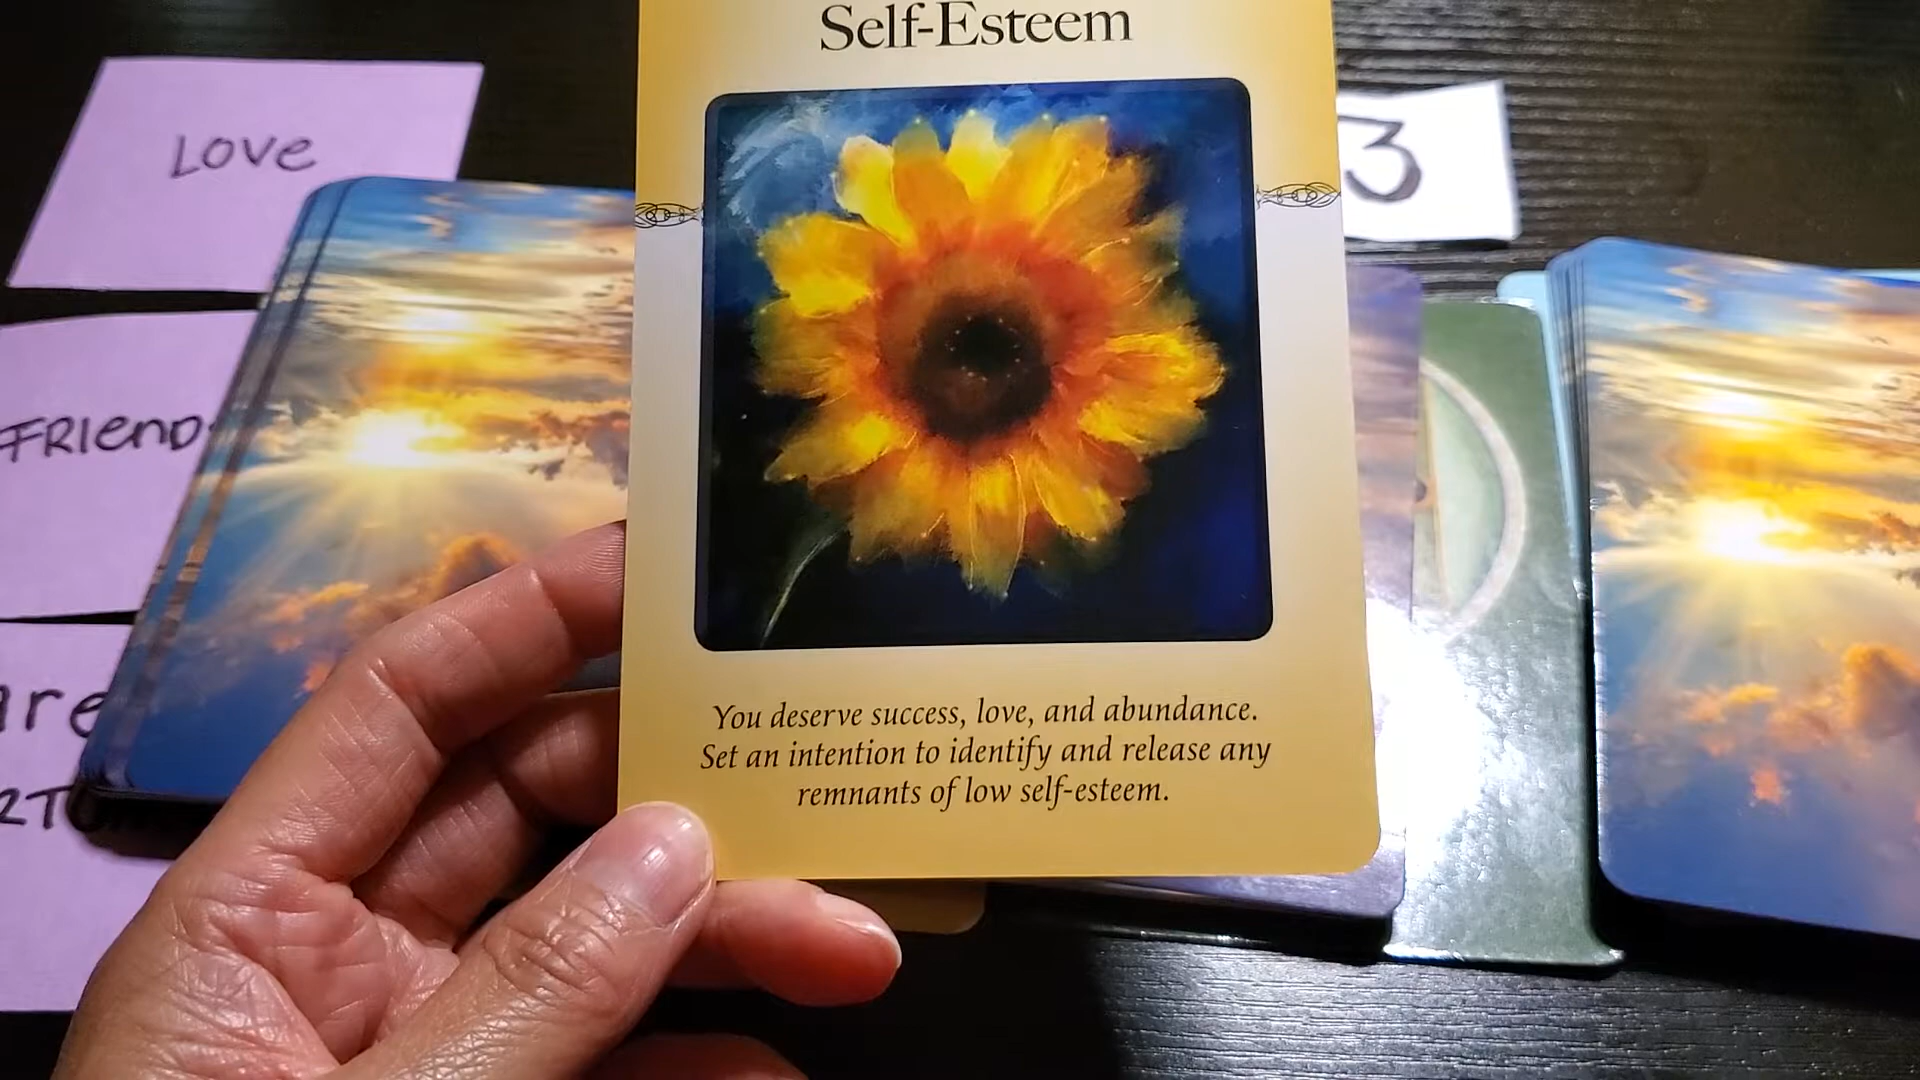 Self-Esteem
LOVE
3
FRIEND
You deserve success, love, and abundance.
Set an intention to identify and release any
remnants of low self-esteem.